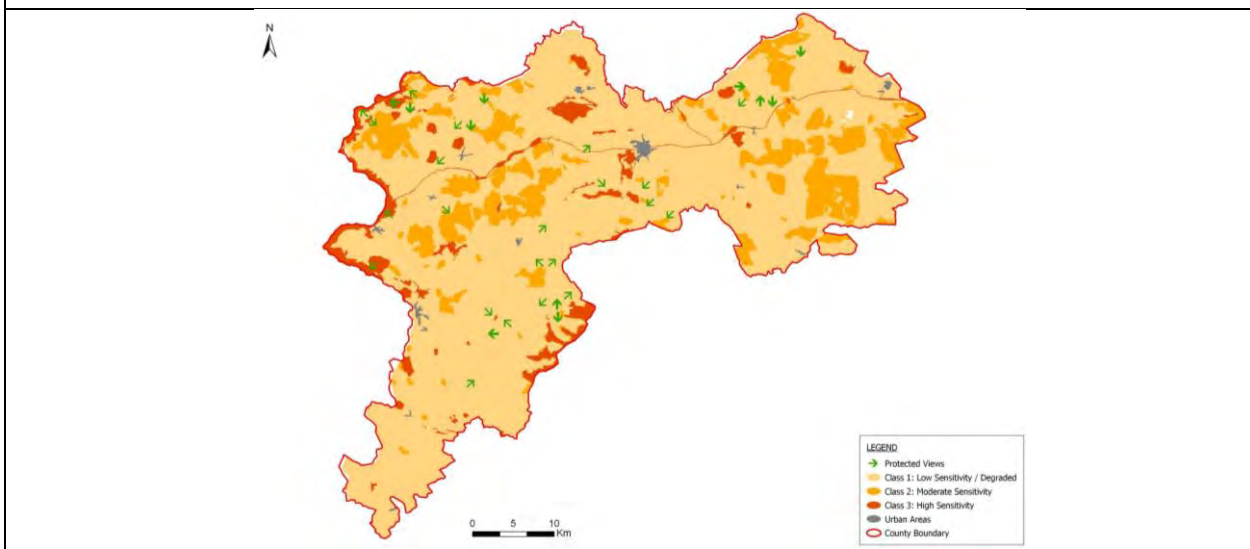 N
LEGEND
Protected Views
Class 1: Low Sensitivity / Degraded
Class 2: Moderate Sensitivity
Class 3: High Sensitivity
Urban Areas
County Boundary
0 5 10
Km